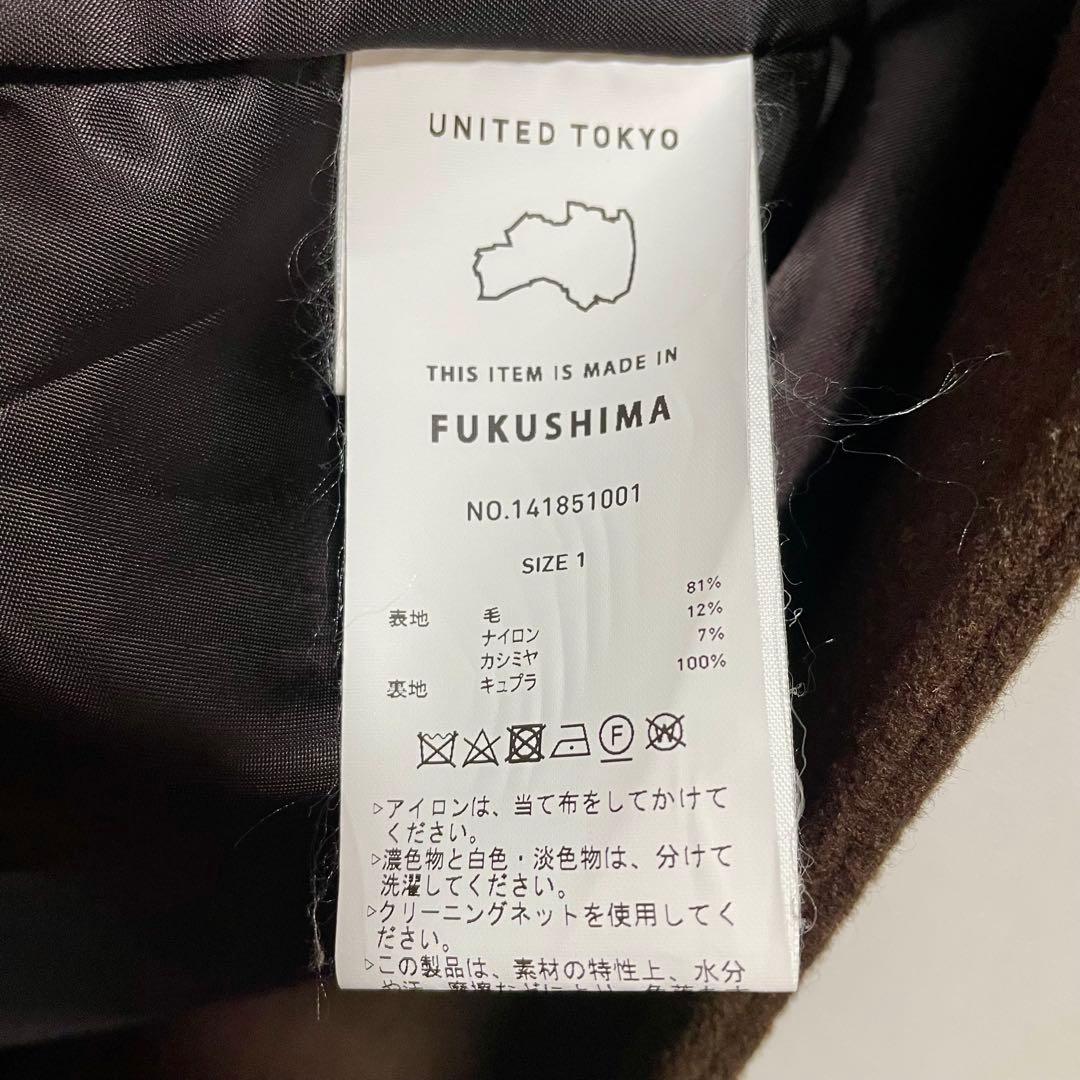 UNITED TOKYO
THIS ITEM IS MADE IN
FUKUSHIMA
NO.141851001
SIZE 1
表地 毛 81%
ナイロン 12%
カシミヤ 7%
裏地 キュプラ 100%
F W
▷アイロンは、当て布をしてかけて
ください。
▷濃色物と白色・淡色物は、分けて
洗濯してください。
▷クリーニングネットを使用してく
ださい。
▷この製品は、素材の特性上、水分